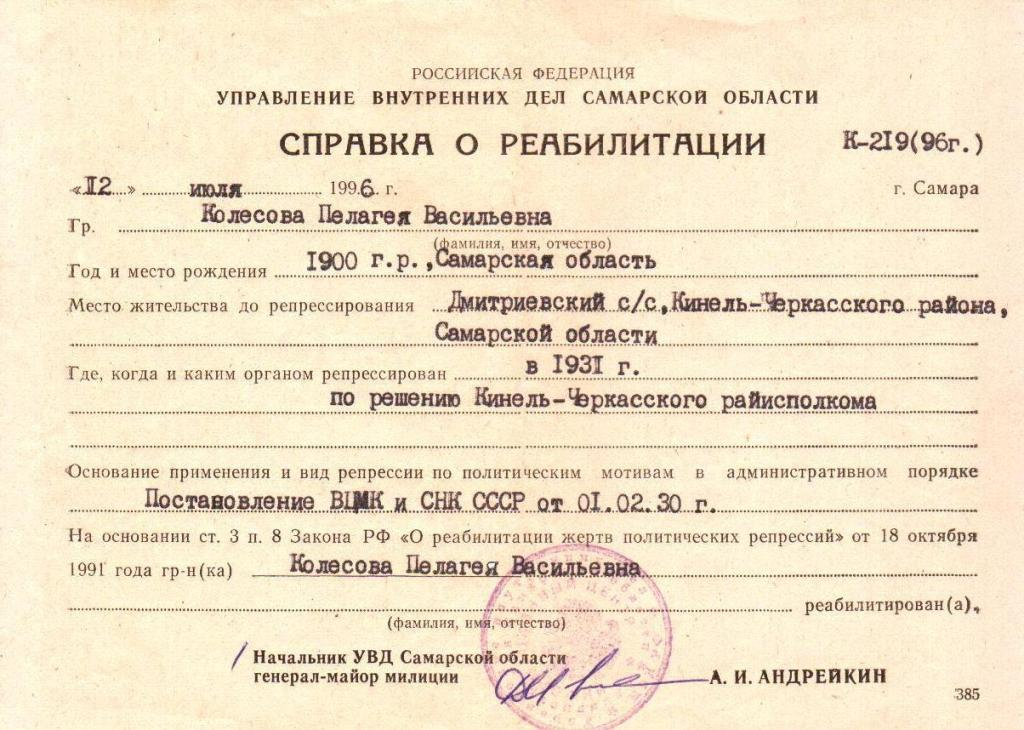 РОССИЙСКАЯ ФЕДЕРАЦИЯ
УПРАВЛЕНИЕ ВНУТРЕННИХ ДЕЛ САМАРСКОЙ ОБЛАСТИ
СПРАВКА О РЕАБИЛИТАЦИИ К-219(96г.)
«12» июля 1996 г. г. Самара
Гр. Колесова Пелагея Васильевна
(фамилия, имя, отчество)
Год и место рождения 1900 г.р.,Самарская область
Место жительства до репрессирования Дмитриевский с/с,Кинель-Черкасского района,
Самарской области
Где, когда и каким органом репрессирован в 1931 г.
по решению Кинель-Черкасского райисполкома
Основание применения и вид репрессии по политическим мотивам в административном порядке
Постановление ВЦМК и СНК СССР от 01.02.30 г.
На основании ст. 3 п. 8 Закона РФ «О реабилитации жертв политических репрессий» от 18 октября
1991 года гр-н(ка) Колесова Пелагея Васильевна
реабилитирован(а).
(фамилия, имя, отчество)
Начальник УВД Самарской области
генерал-майор милиции А. И. АНДРЕЙКИН
385